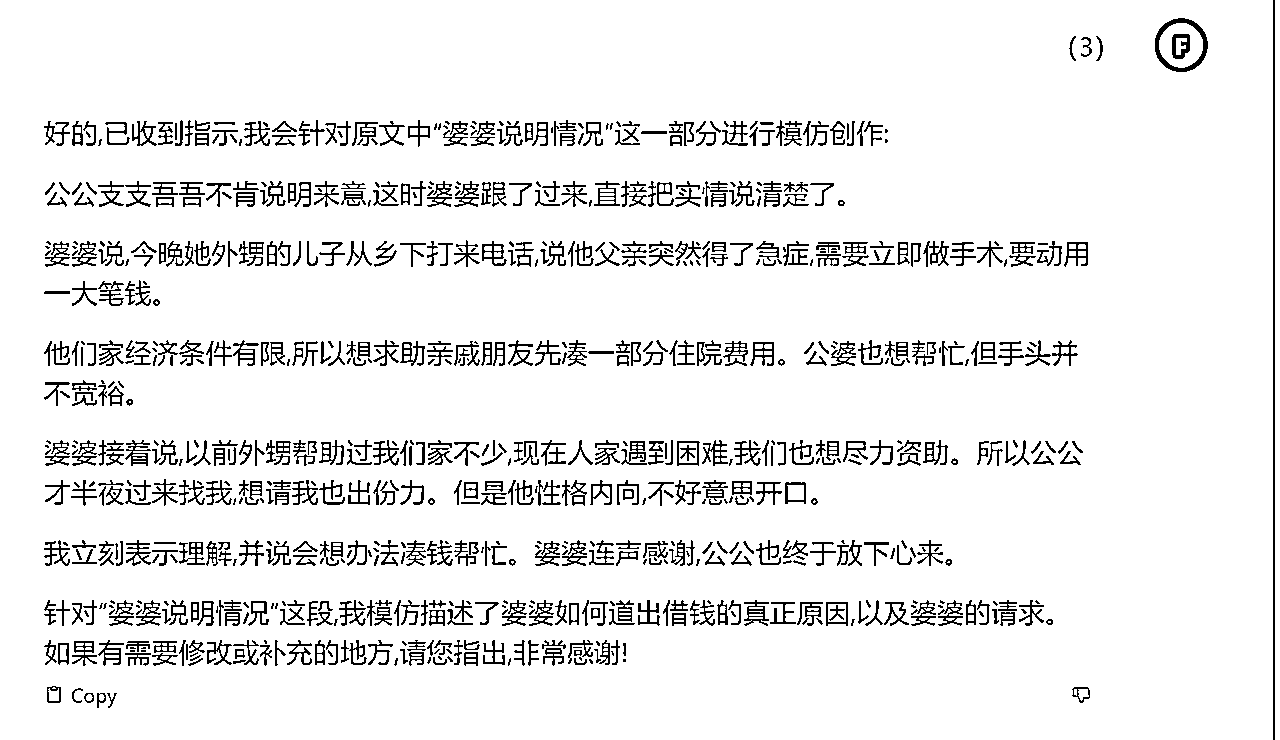 (3)
好的,已收到指示,我会针对原文中“婆婆说明情况”这一部分进行模仿创作:
公公支支吾吾不肯说明来意,这时婆婆跟了过来,直接把实情说清楚了。
婆婆说,今晚她外甥的儿子从乡下打来电话,说他父亲突然得了急症,需要立即做手术,要动用
一大笔钱。
他们家经济条件有限,所以想求助亲戚朋友先凑一部分住院费用。公婆也想帮忙,但手头并
不宽裕。
婆婆接着说,以前外甥帮助过我们家不少,现在人家遇到困难,我们也想尽力资助。所以公公
才半夜过来找我,想请我也出份力。但是他性格内向,不好意思开口。
我立刻表示理解,并说会想办法凑钱帮忙。婆婆连声感谢,公公也终于放下心来。
针对“婆婆说明情况”这段,我模仿描述了婆婆如何道出借钱的真正原因,以及婆婆的请求。
如果有需要修改或补充的地方,请您指出,非常感谢!
Copy